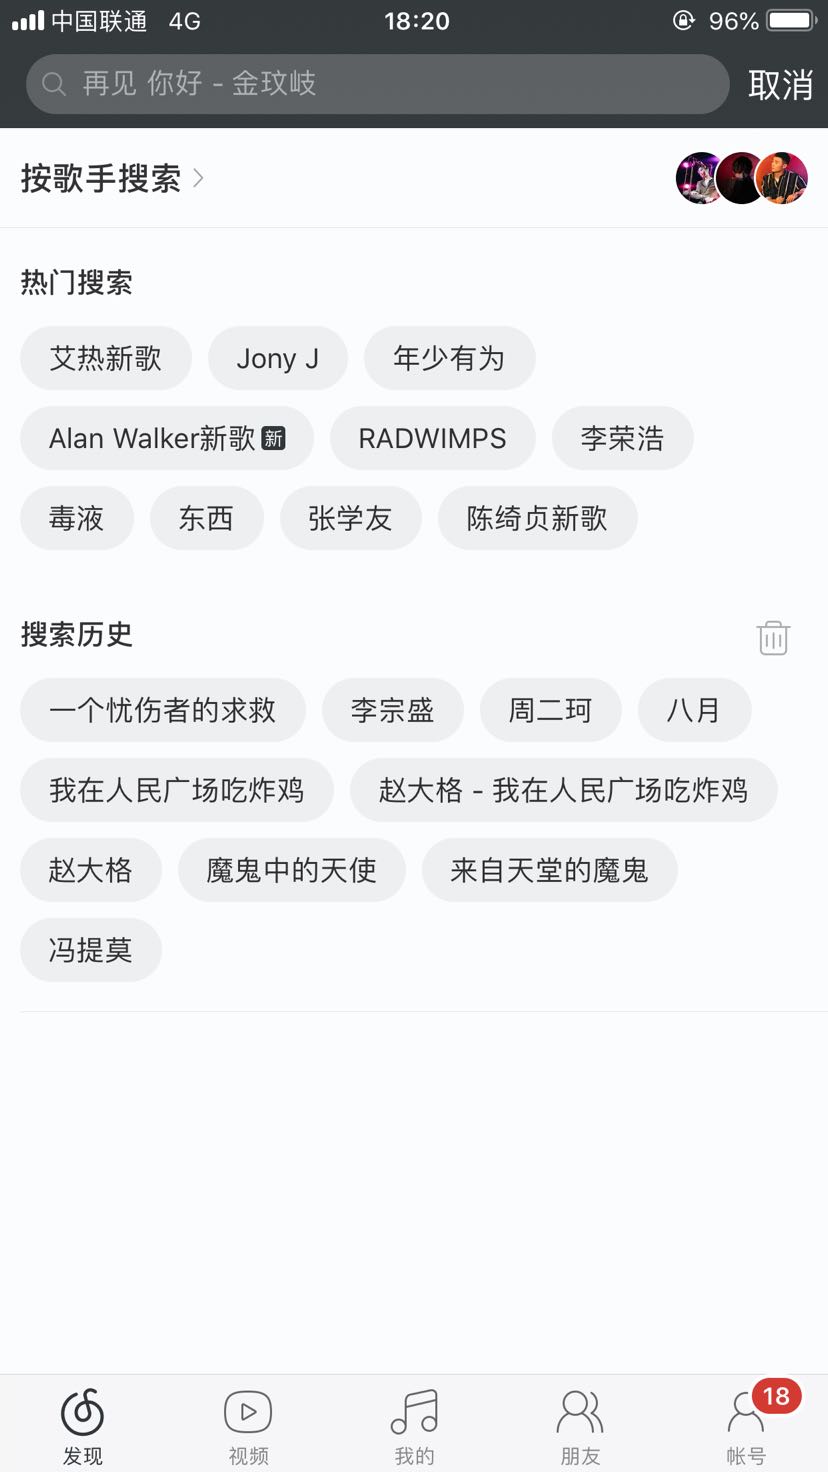 中国联通 4G 18:20 96%
再见 你好 - 金玟岐 取消
按歌手搜索
热门搜索
艾热新歌 Jony J 年少有为
Alan Walker新歌 新 RADWIMPS 李荣浩
毒液 东西 张学友 陈绮贞新歌
搜索历史
一个忧伤者的求救 李宗盛 周二珂 八月
我在人民广场吃炸鸡 赵大格 - 我在人民广场吃炸鸡
赵大格 魔鬼中的天使 来自天堂的魔鬼
冯提莫
18
发现 视频 我的 朋友 帐号